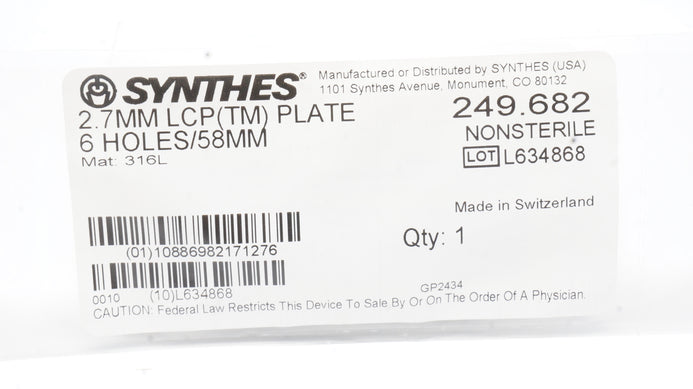 SYNTHES®
Manufactured or Distributed by SYNTHES (USA)
1101 Synthes Avenue, Monument, CO 80132
2.7MM LCP(TM) PLATE
6 HOLES/58MM
Mat: 316L
249.682
NONSTERILE
LOT L634868
Made in Switzerland
Qty: 1
(01)10886982171276
0010 (10)L634868
GP2434
CAUTION: Federal Law Restricts This Device To Sale By Or On The Order Of A Physician.